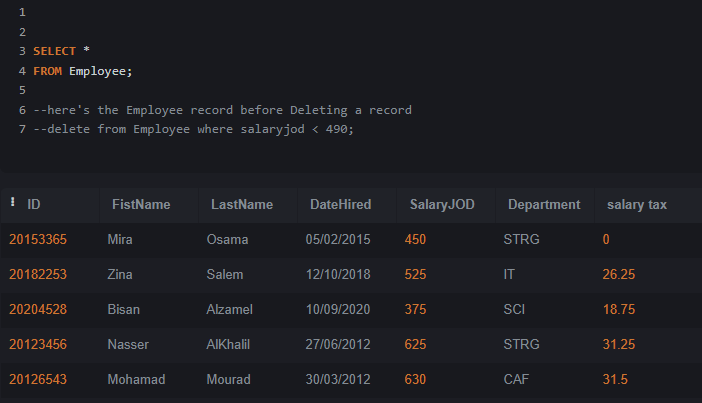 1
2
3 SELECT *
4 FROM Employee;
5
6 --here's the Employee record before Deleting a record
7 --delete from Employee where salaryjod < 490;
ID FistName LastName DateHired SalaryJOD Department salary tax
20153365 Mira Osama 05/02/2015 450 STRG 0
20182253 Zina Salem 12/10/2018 525 IT 26.25
20204528 Bisan Alzamel 10/09/2020 375 SCI 18.75
20123456 Nasser AlKhalil 27/06/2012 625 STRG 31.25
20126543 Mohamad Mourad 30/03/2012 630 CAF 31.5